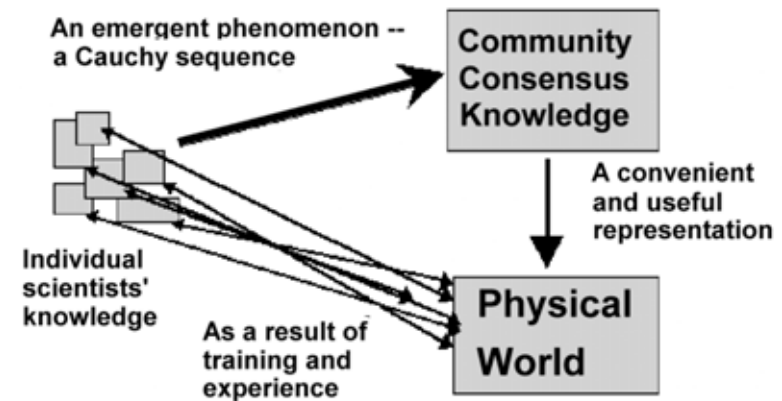 An emergent phenomenon --
a Cauchy sequence
Community
Consensus
Knowledge
A convenient
and useful
representation
Individual
scientists'
knowledge
As a result of
training and
experience
Physical
World